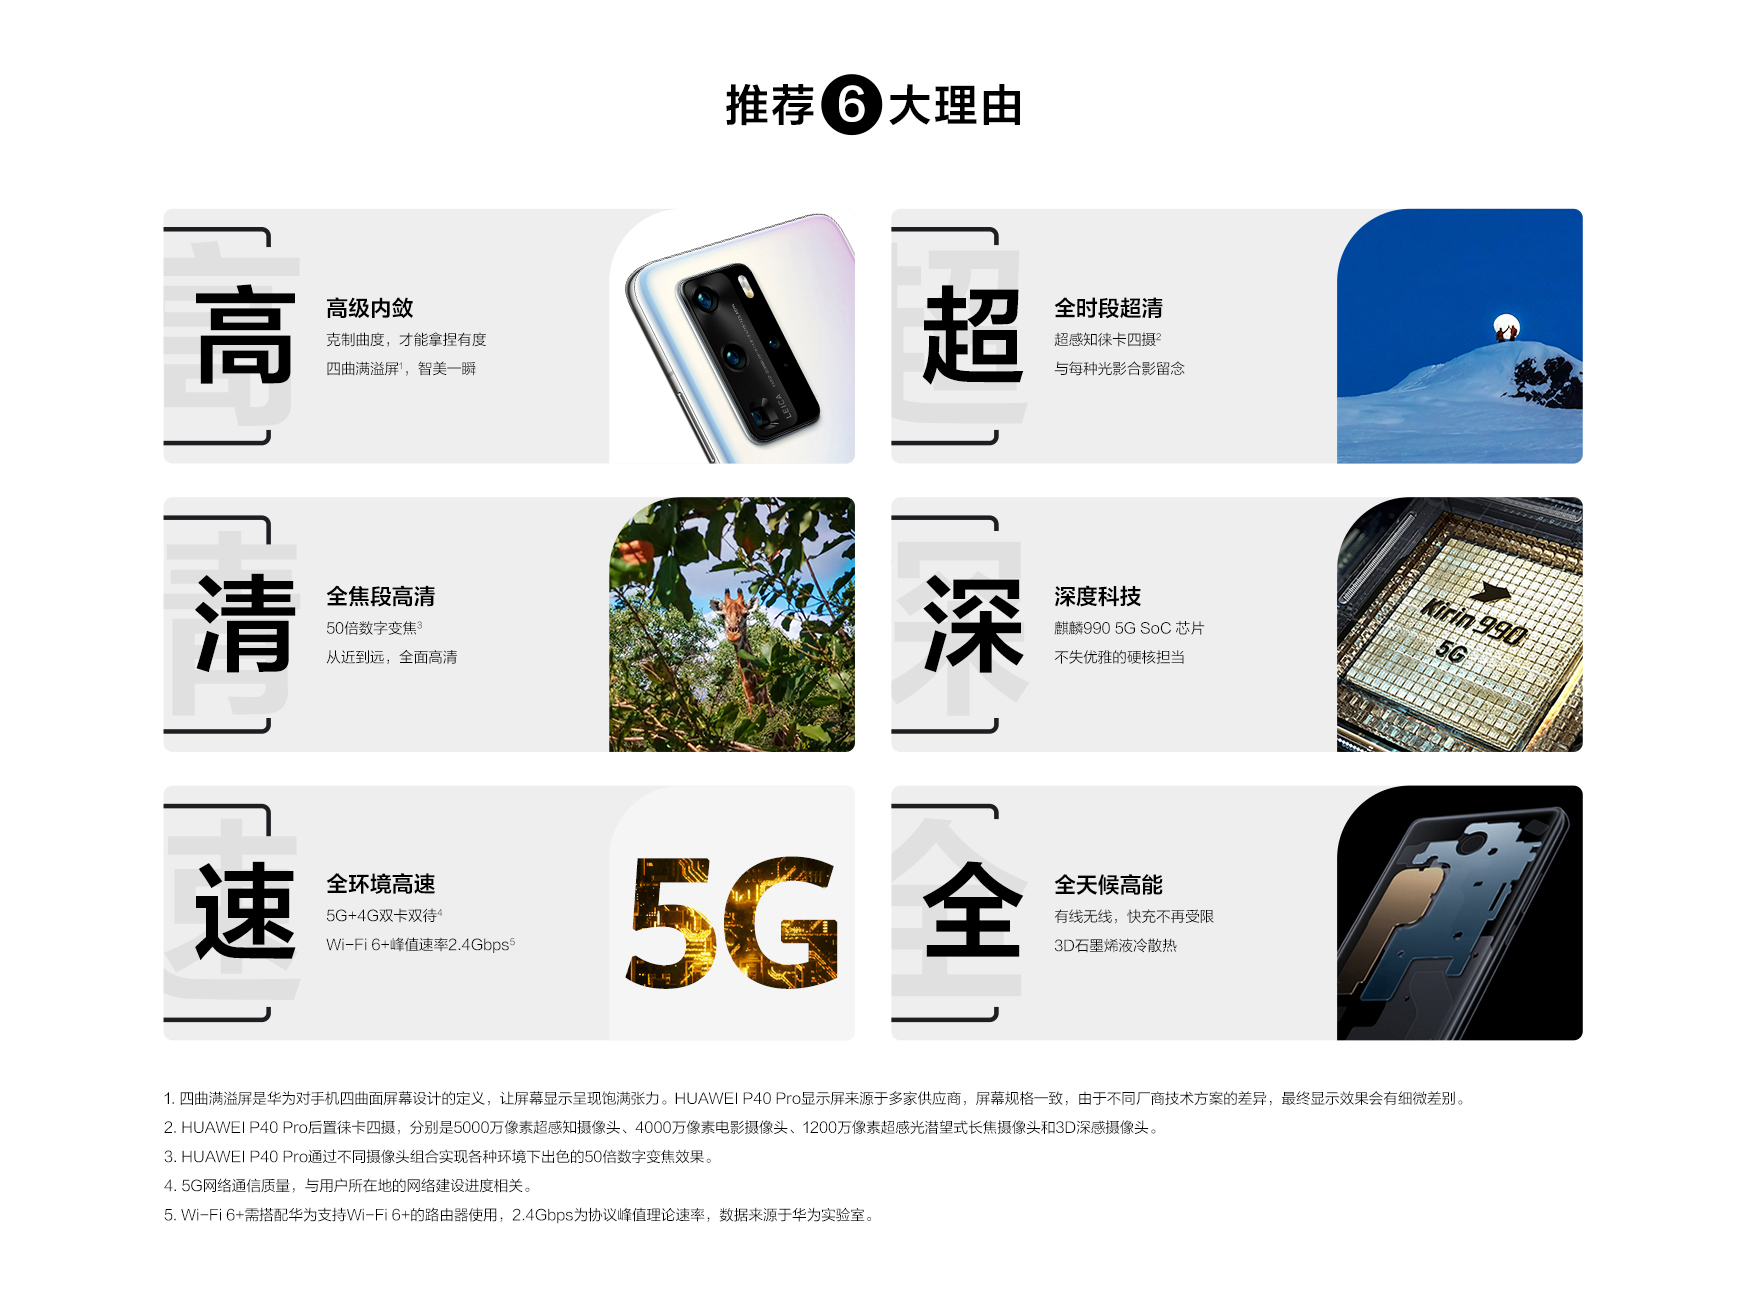 推荐6大理由
高
高级内敛
克制曲度，才能拿捏有度
四曲满溢屏¹，智美一瞬
LEICA
超
全时段超清
超感知徕卡四摄²
与每种光影合影留念
清
全焦段高清
50倍数字变焦³
从近到远，全面高清
深
深度科技
麒麟990 5G SoC 芯片
不失优雅的硬核担当
Kirin 990
5G
速
全环境高速
5G+4G双卡双待⁴
Wi-Fi 6+峰值速率2.4Gbps⁵
5G
全
全天候高能
有线无线，快充不再受限
3D石墨烯液冷散热
1. 四曲满溢屏是华为对手机四曲面屏幕设计的定义，让屏幕显示呈现饱满张力。HUAWEI P40 Pro显示屏来源于多家供应商，屏幕规格一致，由于不同厂商技术方案的差异，最终显示效果会有细微差别。
2. HUAWEI P40 Pro后置徕卡四摄，分别是5000万像素超感知摄像头、4000万像素电影摄像头、1200万像素超感光潜望式长焦摄像头和3D深感摄像头。
3. HUAWEI P40 Pro通过不同摄像头组合实现各种环境下出色的50倍数字变焦效果。
4. 5G网络通信质量，与用户所在地的网络建设进度相关。
5. Wi-Fi 6+需搭配华为支持Wi-Fi 6+的路由器使用，2.4Gbps为协议峰值理论速率，数据来源于华为实验室。